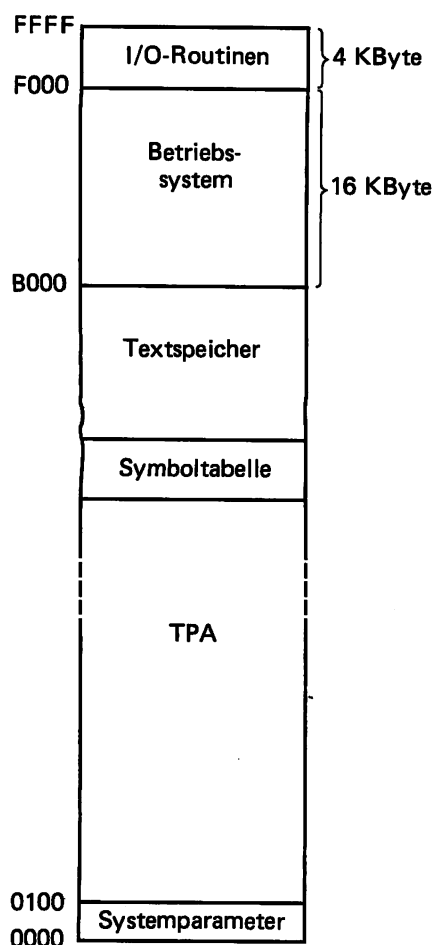 FFFF
I/O-Routinen
4 KByte
F000
Betriebs-
system
16 KByte
B000
Textspeicher
Symboltabelle
TPA
0100
Systemparameter
0000